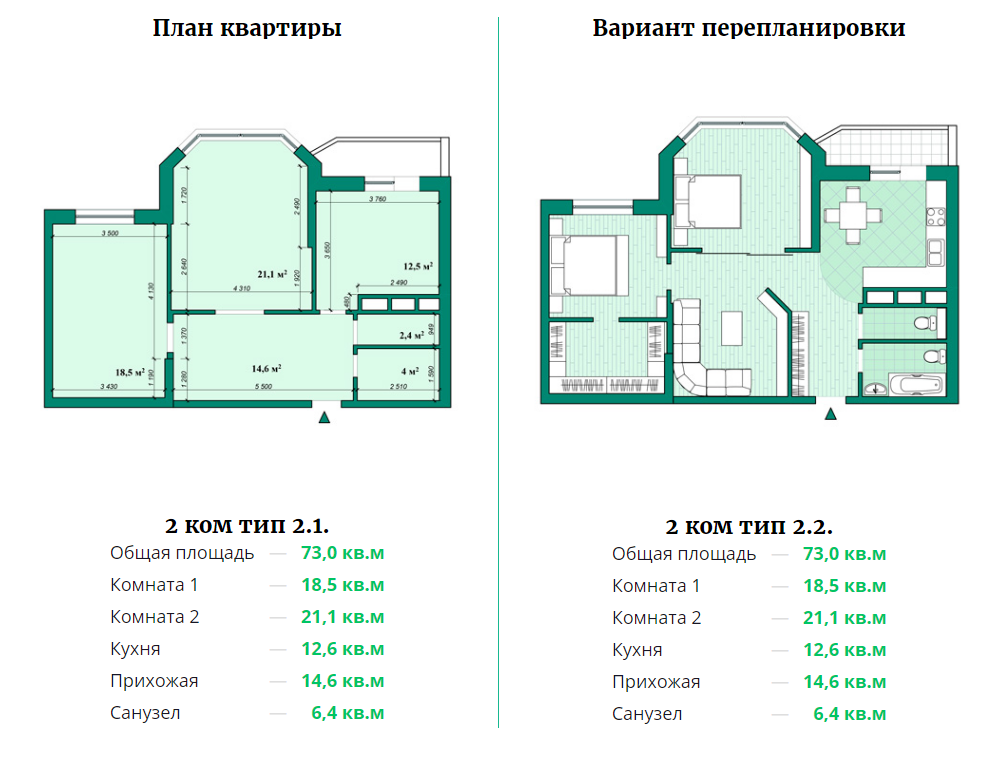 План квартиры
Вариант перепланировки
3 500
4 130
18,5 м²
3 430
1 190
1 720
2 640
2 490
1 920
21,1 м²
4 310
3 760
3 650
12,5 м²
2 490
480
2,4 м²
949
1 370
1 280
14,6 м²
5 500
4 м²
2 510
1 590
2 ком тип 2.1.
Общая площадь — 73,0 кв.м
Комната 1 — 18,5 кв.м
Комната 2 — 21,1 кв.м
Кухня — 12,6 кв.м
Прихожая — 14,6 кв.м
Санузел — 6,4 кв.м
2 ком тип 2.2.
Общая площадь — 73,0 кв.м
Комната 1 — 18,5 кв.м
Комната 2 — 21,1 кв.м
Кухня — 12,6 кв.м
Прихожая — 14,6 кв.м
Санузел — 6,4 кв.м